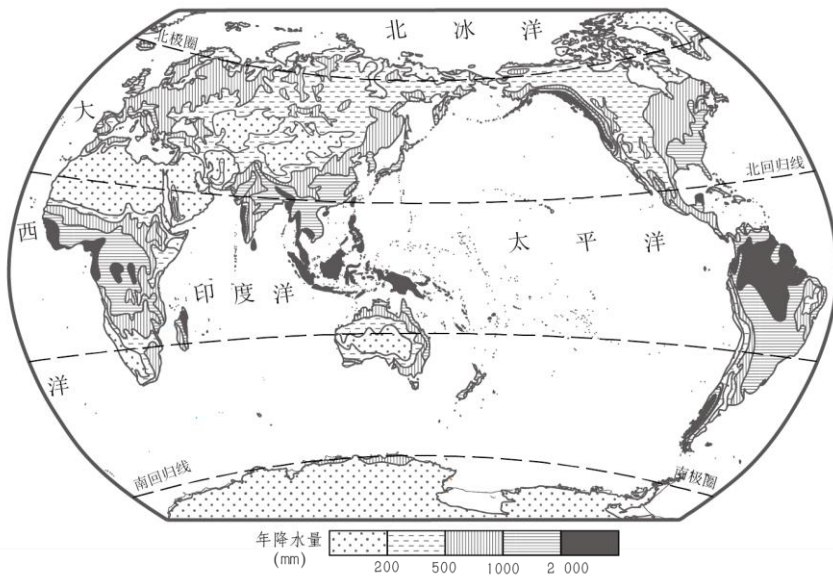 北冰洋
北极圈
大
北回归线
西
太平洋
印度洋
洋
南回归线
南极圈
年降水量
(mm)
200 500 1000 2 000